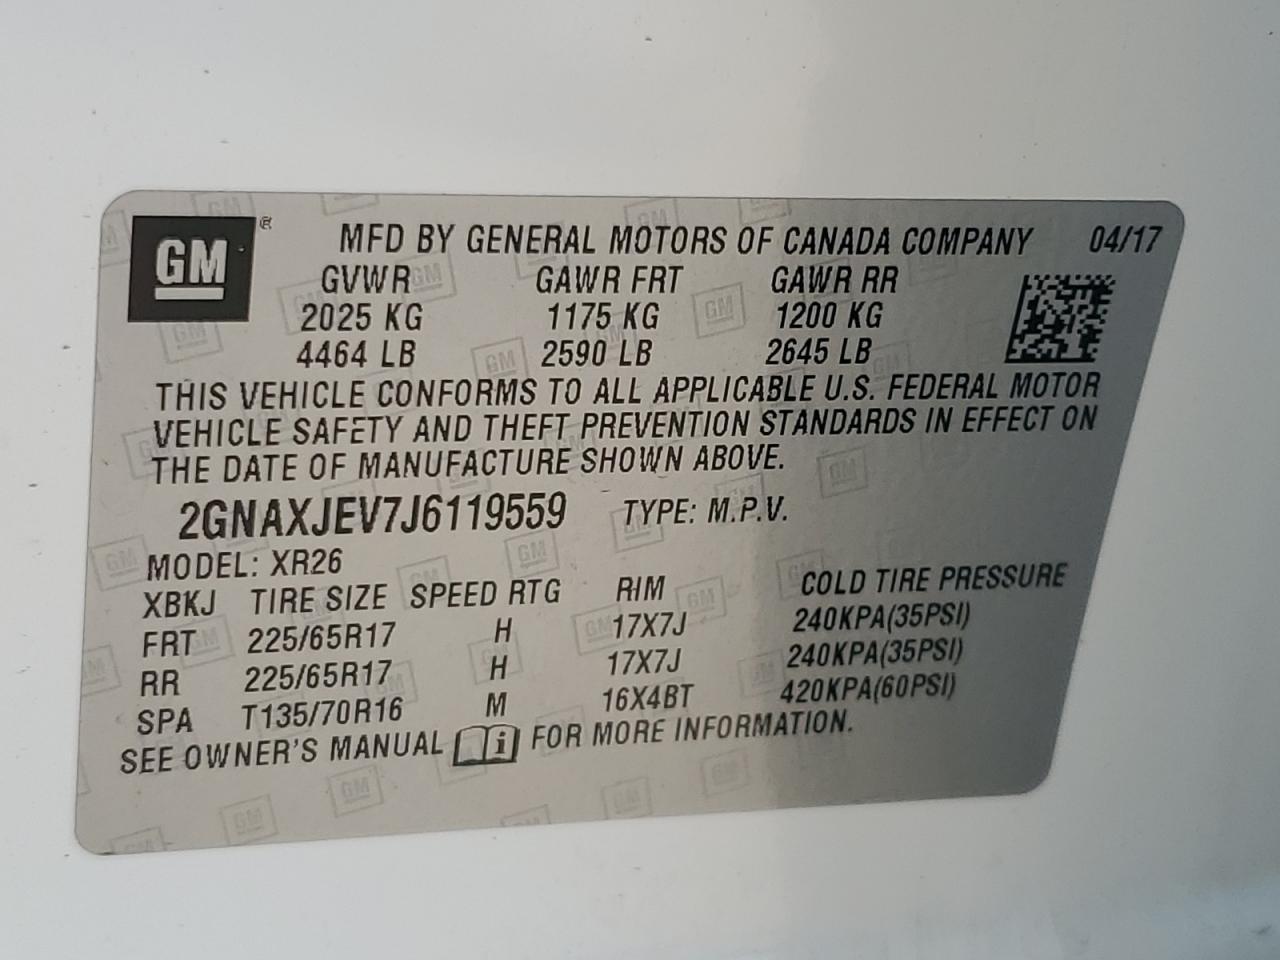 GM ®
MFD BY GENERAL MOTORS OF CANADA COMPANY 04/17
GVWR GAWR FRT GAWR RR
2025 KG 1175 KG 1200 KG
4464 LB 2590 LB 2645 LB
THIS VEHICLE CONFORMS TO ALL APPLICABLE U.S. FEDERAL MOTOR
VEHICLE SAFETY AND THEFT PREVENTION STANDARDS IN EFFECT ON
THE DATE OF MANUFACTURE SHOWN ABOVE.
2GNAXJEV7J6119559 TYPE: M.P.V.
MODEL: XR26
XBKJ TIRE SIZE SPEED RTG RIM COLD TIRE PRESSURE
FRT 225/65R17 H 17X7J 240KPA(35PSI)
RR 225/65R17 H 17X7J 240KPA(35PSI)
SPA T135/70R16 M 16X4BT 420KPA(60PSI)
SEE OWNER'S MANUAL i FOR MORE INFORMATION.